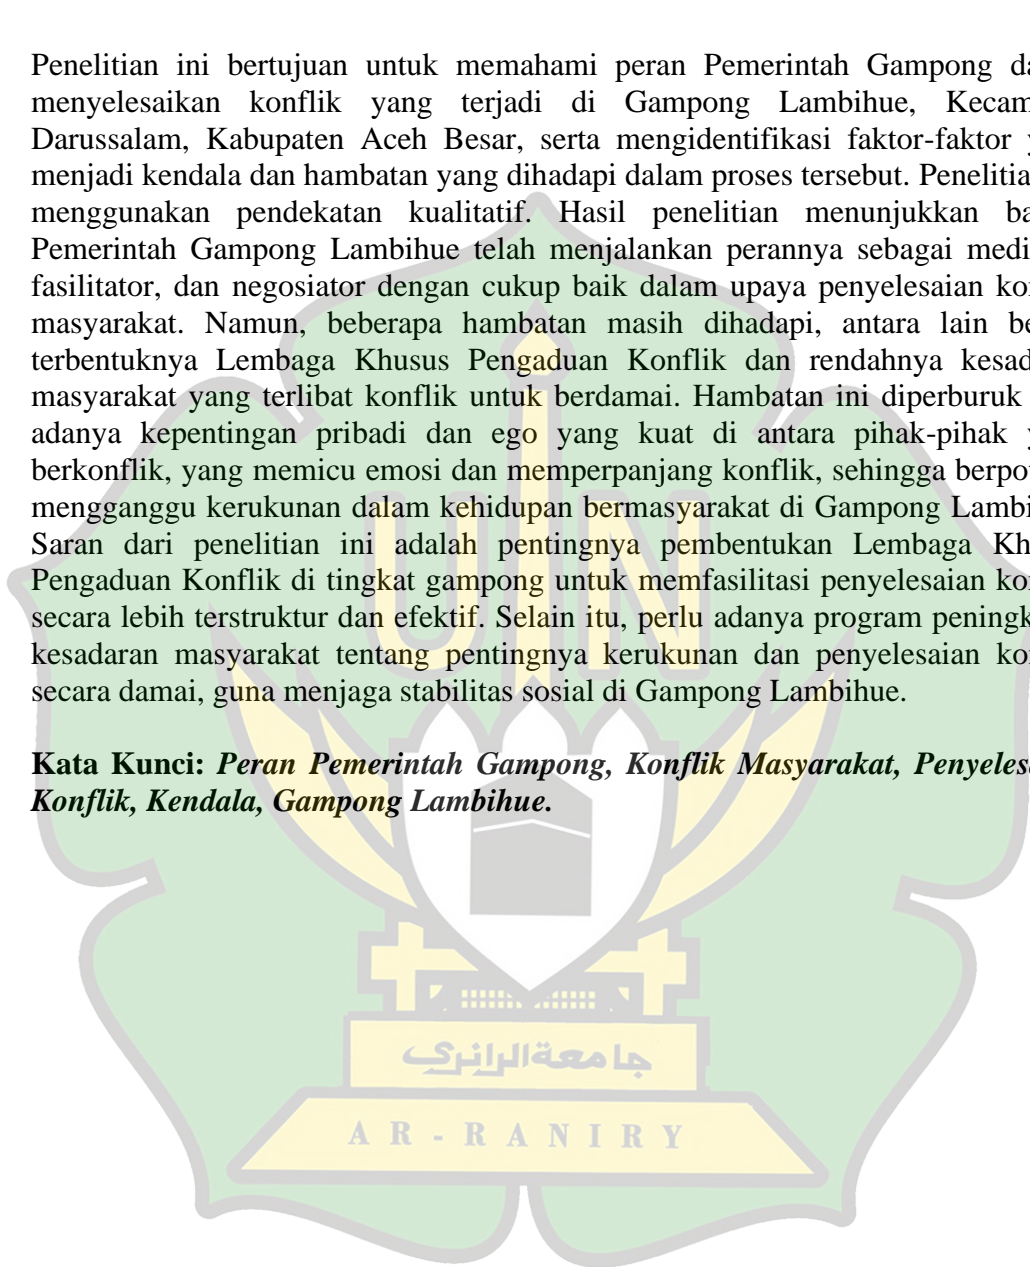 Penelitian ini bertujuan untuk memahami peran Pemerintah Gampong da
menyelesaikan konflik yang terjadi di Gampong Lambihue, Kecam
Darussalam, Kabupaten Aceh Besar, serta mengidentifikasi faktor-faktor y
menjadi kendala dan hambatan yang dihadapi dalam proses tersebut. Penelitia
menggunakan pendekatan kualitatif. Hasil penelitian menunjukkan ba
Pemerintah Gampong Lambihue telah menjalankan perannya sebagai medi
fasilitator, dan negosiator dengan cukup baik dalam upaya penyelesaian kon
masyarakat. Namun, beberapa hambatan masih dihadapi, antara lain be
terbentuknya Lembaga Khusus Pengaduan Konflik dan rendahnya kesad
masyarakat yang terlibat konflik untuk berdamai. Hambatan ini diperburuk
adanya kepentingan pribadi dan ego yang kuat di antara pihak-pihak y
berkonflik, yang memicu emosi dan memperpanjang konflik, sehingga berpo
mengganggu kerukunan dalam kehidupan bermasyarakat di Gampong Lambi
Saran dari penelitian ini adalah pentingnya pembentukan Lembaga Kh
Pengaduan Konflik di tingkat gampong untuk memfasilitasi penyelesaian kon
secara lebih terstruktur dan efektif. Selain itu, perlu adanya program peningk
kesadaran masyarakat tentang pentingnya kerukunan dan penyelesaian kon
secara damai, guna menjaga stabilitas sosial di Gampong Lambihue.
Kata Kunci: Peran Pemerintah Gampong, Konflik Masyarakat, Penyelesa
Konflik, Kendala, Gampong Lambihue.
UIN
جامعةالرانري
AR-RANIRY